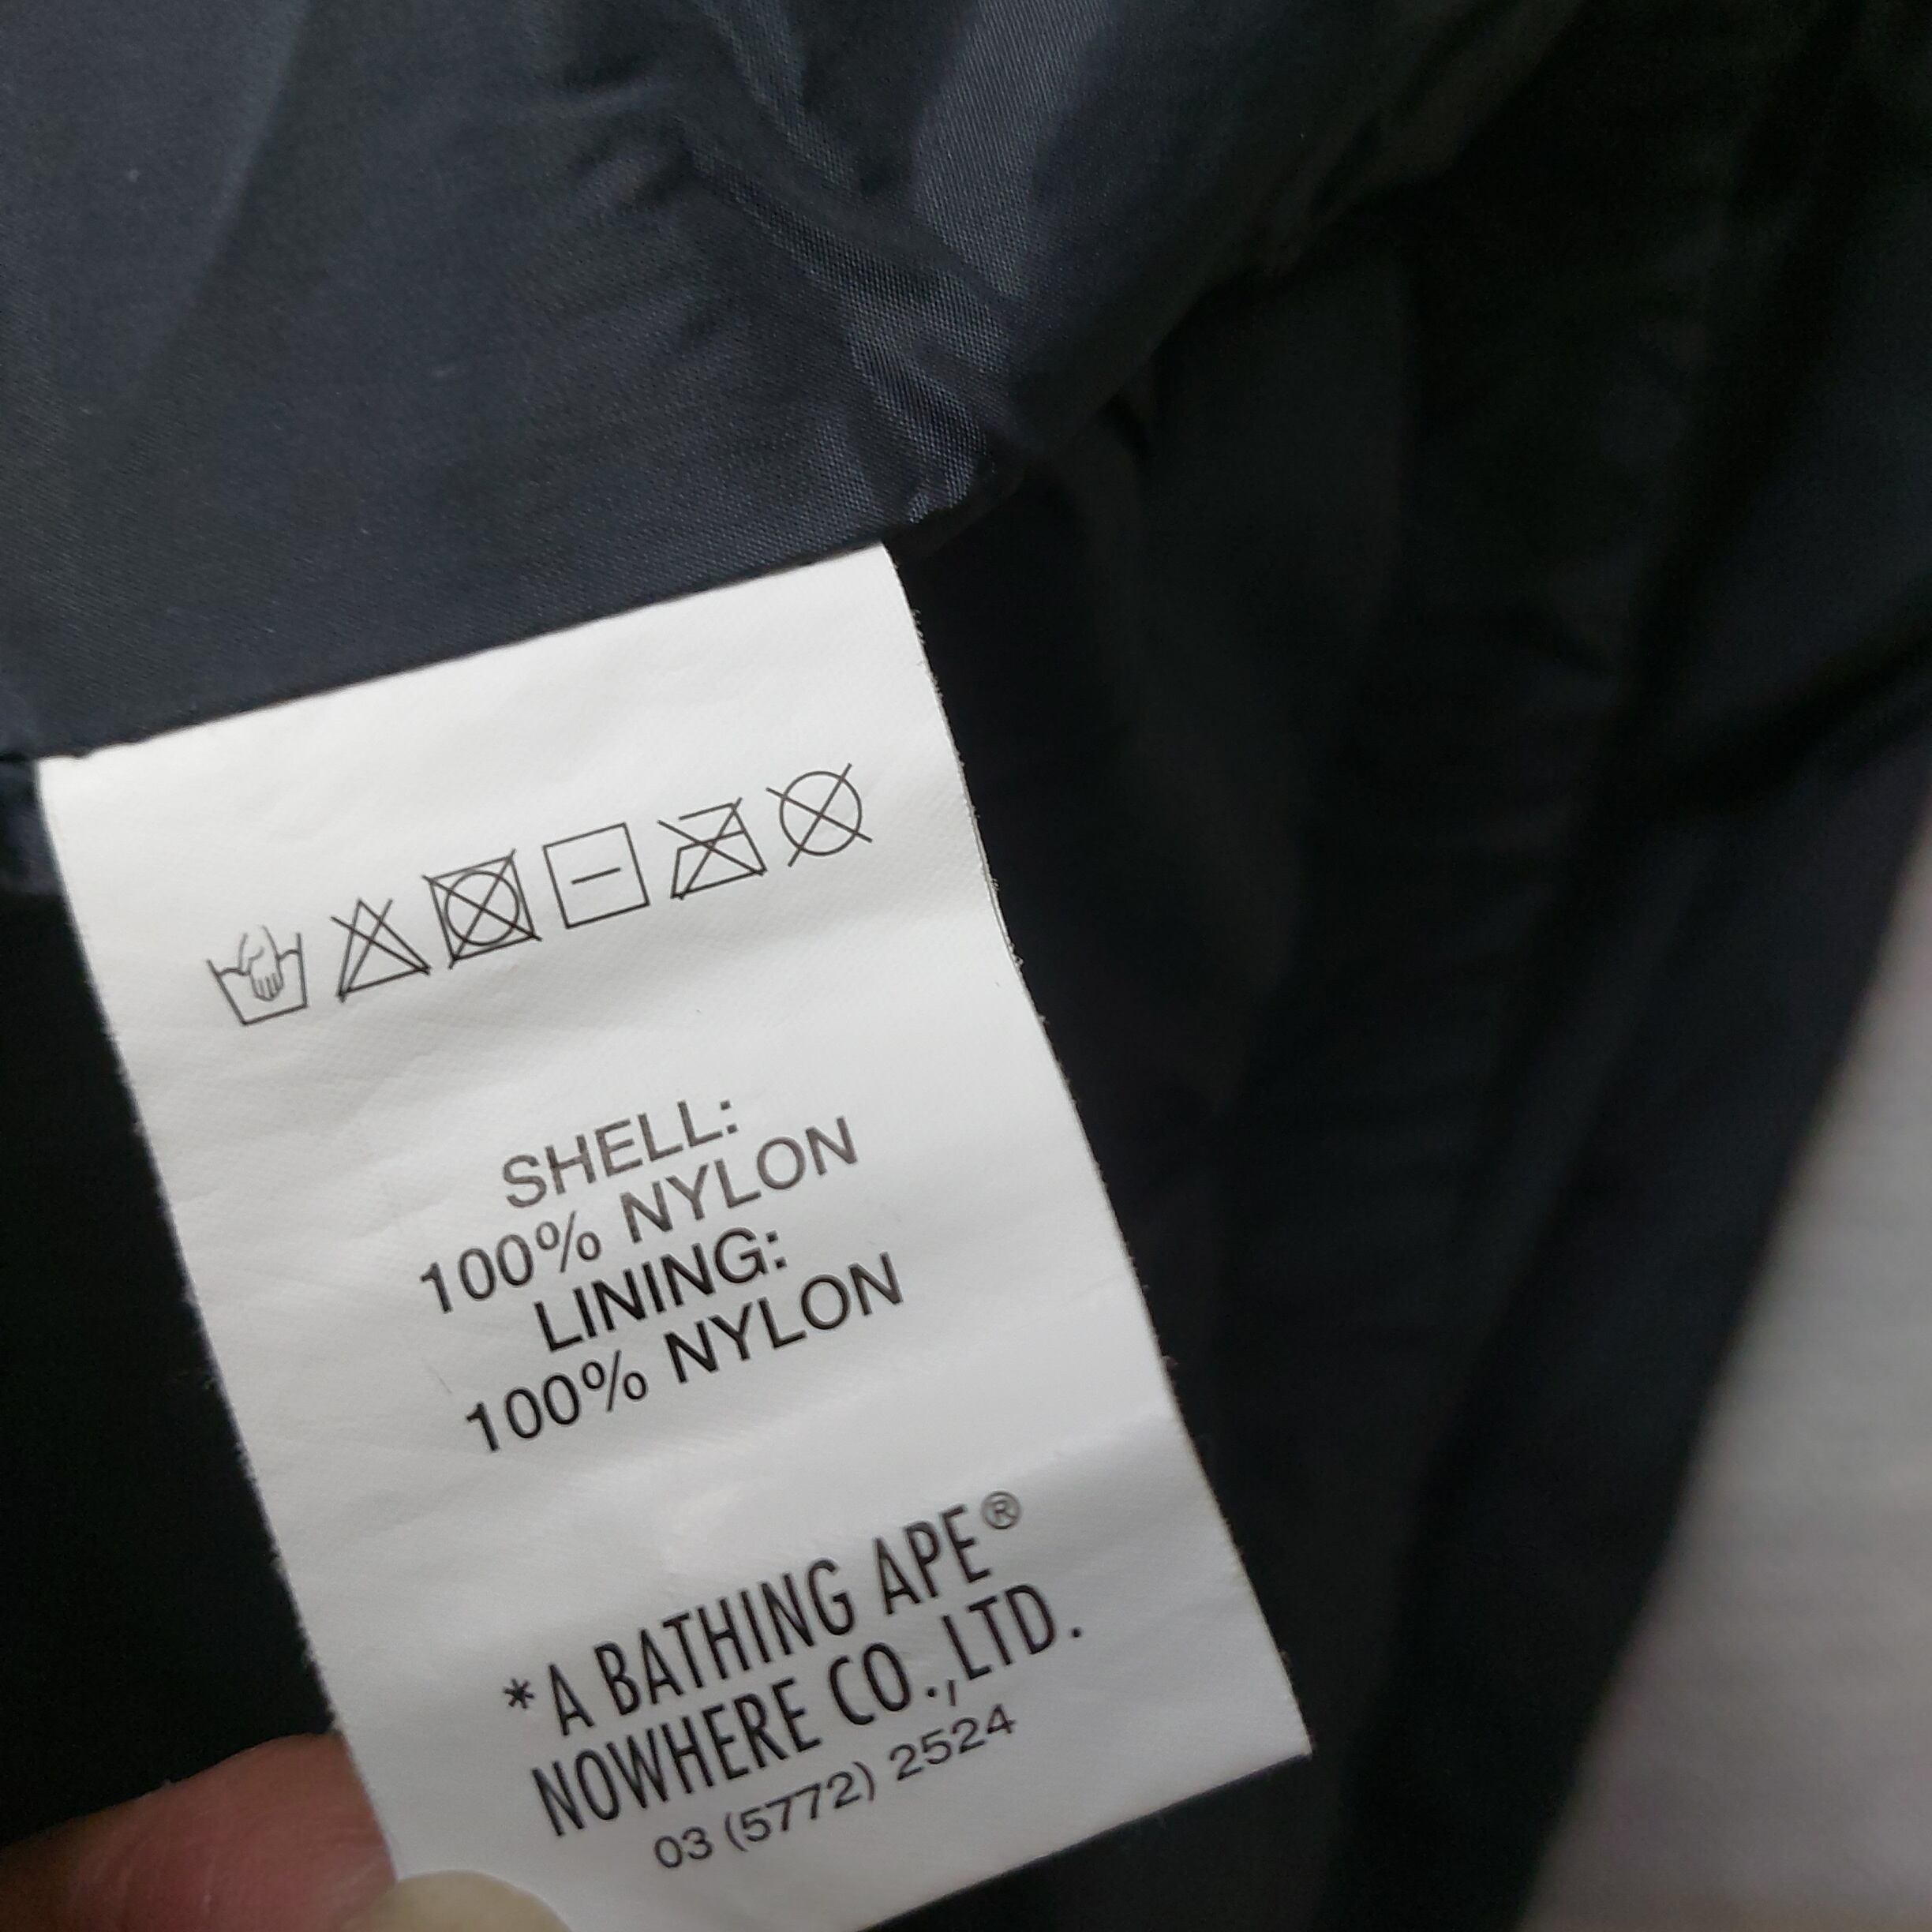 SHELL:
100% NYLON
LINING:
100% NYLON
*A BATHING APE®
NOWHERE CO.,LTD.
03 (5772) 2524